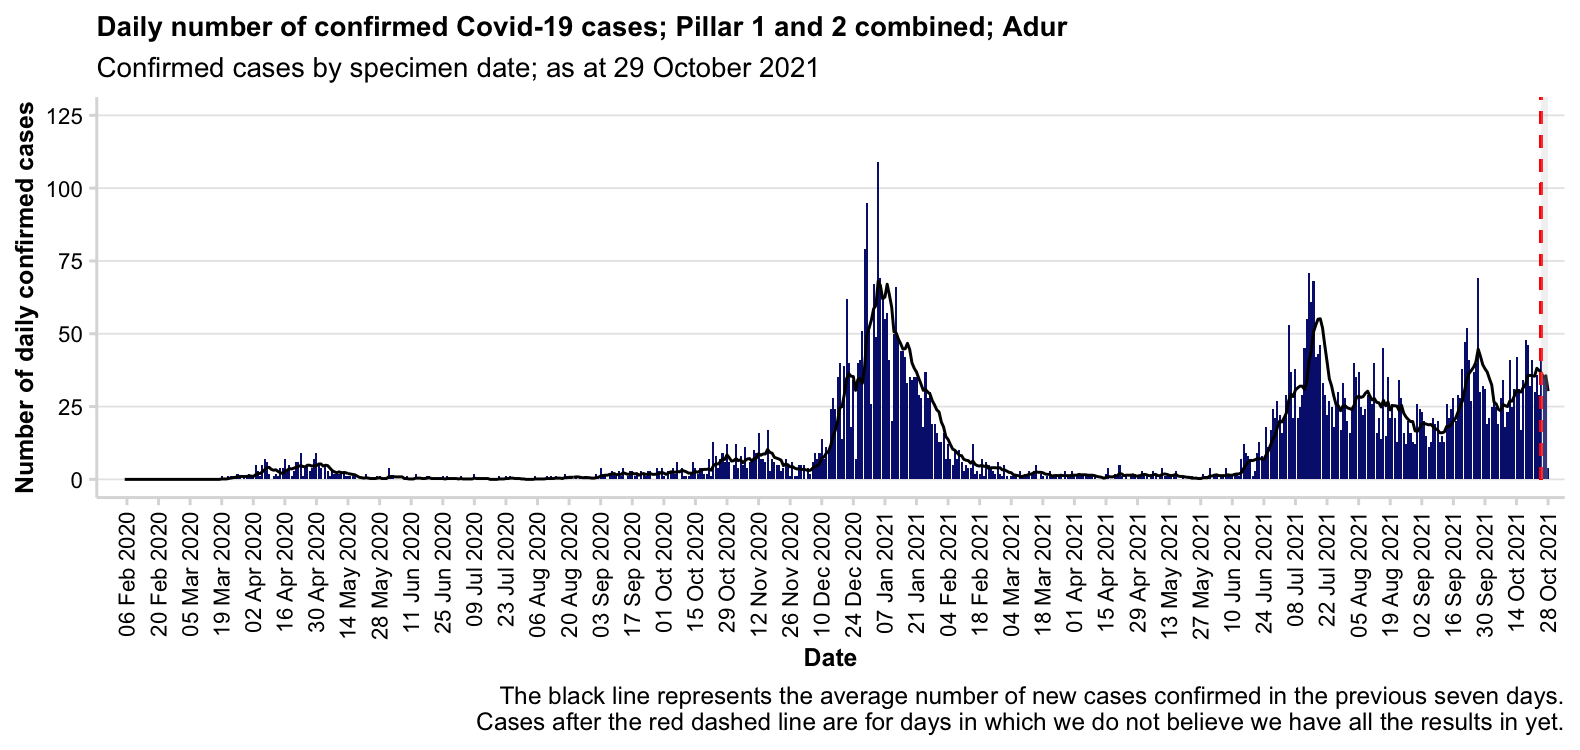 Daily number of confirmed Covid-19 cases; Pillar 1 and 2 combined; Adur
Confirmed cases by specimen date; as at 29 October 2021
Number of daily confirmed cases
125
100
75
50
25
0
06 Feb 2020
20 Feb 2020
05 Mar 2020
19 Mar 2020
02 Apr 2020
16 Apr 2020
30 Apr 2020
14 May 2020
28 May 2020
11 Jun 2020
25 Jun 2020
09 Jul 2020
23 Jul 2020
06 Aug 2020
20 Aug 2020
03 Sep 2020
17 Sep 2020
01 Oct 2020
15 Oct 2020
29 Oct 2020
12 Nov 2020
26 Nov 2020
10 Dec 2020
24 Dec 2020
07 Jan 2021
21 Jan 2021
04 Feb 2021
18 Feb 2021
04 Mar 2021
18 Mar 2021
01 Apr 2021
15 Apr 2021
29 Apr 2021
13 May 2021
27 May 2021
10 Jun 2021
24 Jun 2021
08 Jul 2021
22 Jul 2021
05 Aug 2021
19 Aug 2021
02 Sep 2021
16 Sep 2021
30 Sep 2021
14 Oct 2021
28 Oct 2021
Date
The black line represents the average number of new cases confirmed in the previous seven days.
Cases after the red dashed line are for days in which we do not believe we have all the results in yet.